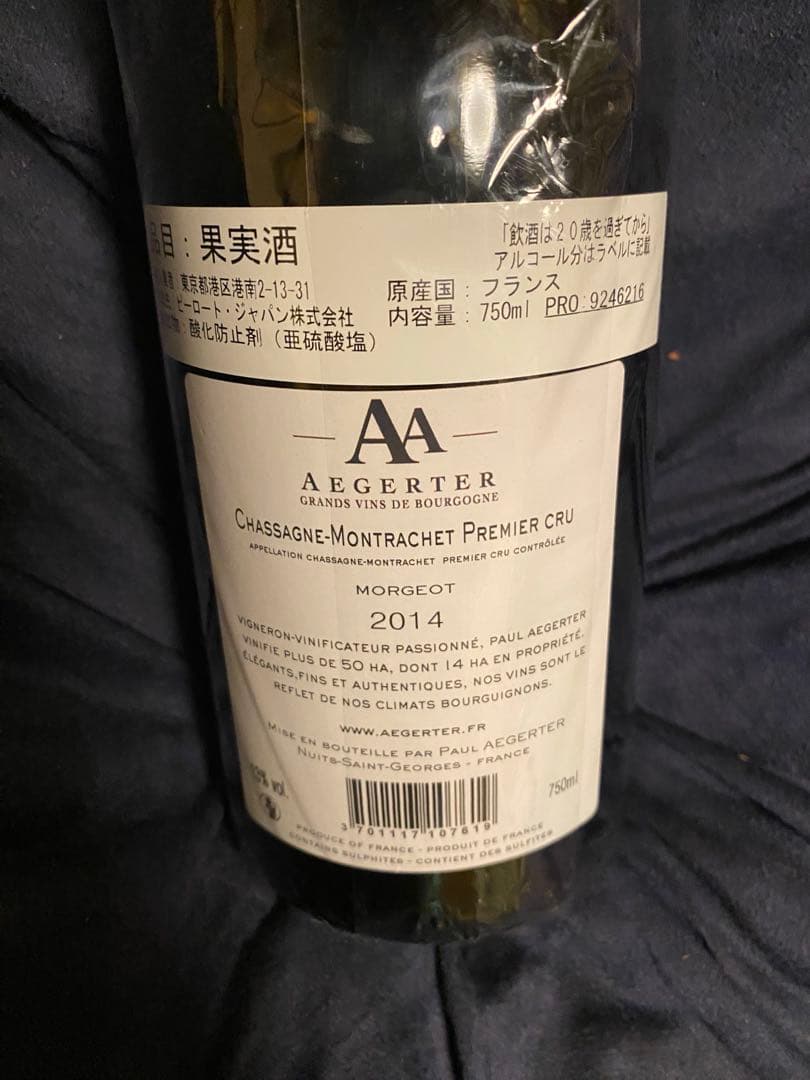 品目：果実酒
「飲酒は２０歳を過ぎてから」
アルコール分はラベルに記載
：東京都港区港南2-13-31
ピーロート・ジャパン株式会社
：酸化防止剤（亜硫酸塩）
原産国：フランス
内容量：750ml PRO:9246216
AA
AEGERTER
GRANDS VINS DE BOURGOGNE
CHASSAGNE-MONTRACHET PREMIER CRU
APPELLATION CHASSAGNE-MONTRACHET PREMIER CRU CONTRÔLÉE
MORGEOT
2014
VIGNERON-VINIFICATEUR PASSIONNÉ, PAUL AEGERTER
VINIFIE PLUS DE 50 HA, DONT 14 HA EN PROPRIÉTÉ.
ÉLÉGANTS,FINS ET AUTHENTIQUES, NOS VINS SONT LE
REFLET DE NOS CLIMATS BOURGUIGNONS.
WWW.AEGERTER.FR
MISE EN BOUTEILLE PAR PAUL AEGERTER
NUITS-SAINT-GEORGES - FRANCE
13% vol.
750ml
3 701117 107619
PRODUCE OF FRANCE - PRODUIT DE FRANCE
CONTAINS SULPHITES - CONTIENT DES SULFITES